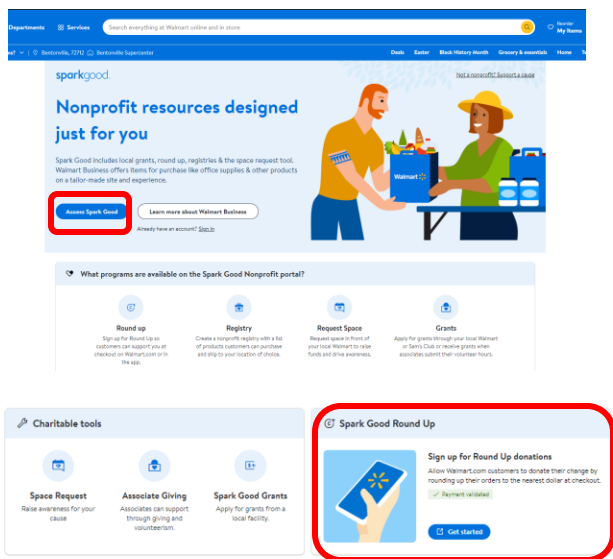 Departments Services Search everything at Walmart online and in store Reorder
My Items
Bentonville, 72712 Bentonville Supercenter Deals Easter Black History Month Grocery & essentials Home
sparkgood Not a nonprofit? Support a cause
Nonprofit resources designed
just for you
Spark Good includes local grants, round up, registries & the space request tool.
Walmart Business offers items for purchase like office supplies & other products
on a tailor-made site and experience.
Walmart
Access Spark Good Learn more about Walmart Business
Already have an account? Sign in
What programs are available on the Spark Good Nonprofit portal?
Round up
Sign up for Round Up so
customers can support you at
checkout on Walmart.com or in
the app.
Registry
Create a nonprofit registry with a list
of products customers can purchase
and ship to your location of choice.
Request Space
Request space in front of
your local Walmart to raise
funds and drive awareness.
Grants
Apply for grants through your local Walmart
or Sam's Club or receive grants when
associates submit their volunteer hours.
Charitable tools
Space Request
Raise awareness for your
cause
Associate Giving
Associates can support
through giving and
volunteerism.
Spark Good Grants
Apply for grants from a
local facility.
Spark Good Round Up
Sign up for Round Up donations
Allow Walmart.com customers to donate their change by
rounding up their orders to the nearest dollar at checkout.
Payment validated
Get started